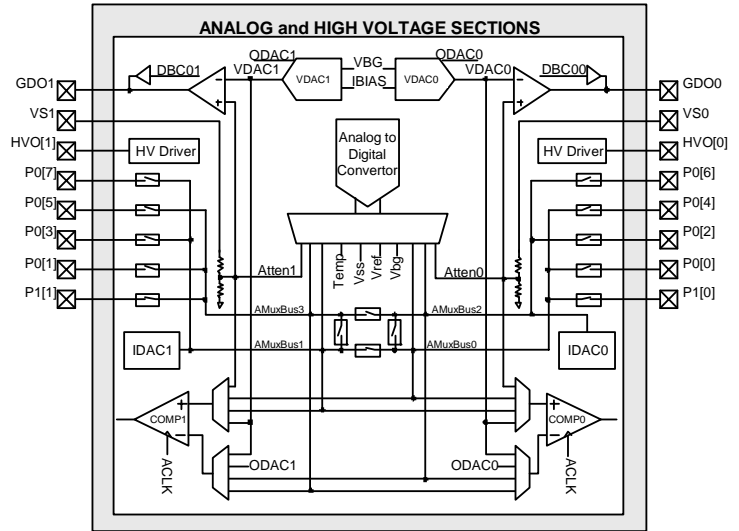 ANALOG and HIGH VOLTAGE SECTIONS
ODAC1
ODAC0
DBC01
VDAC1
VDAC1
VBG
IBIAS
VDAC0
VDAC0
DBC00
GDO1
GDO0
VS1
VS0
HVO[1]
HV Driver
HV Driver
HVO[0]
Analog to
Digital
Convertor
P0[7]
P0[6]
P0[5]
P0[4]
P0[3]
P0[2]
P0[1]
P0[0]
P1[1]
P1[0]
Atten1
Temp
Vss
Vref
Vbg
Atten0
AMuxBus3
AMuxBus2
AMuxBus1
AMuxBus0
IDAC1
IDAC0
COMP1
COMP0
ACLK
ODAC1
ODAC0
ACLK